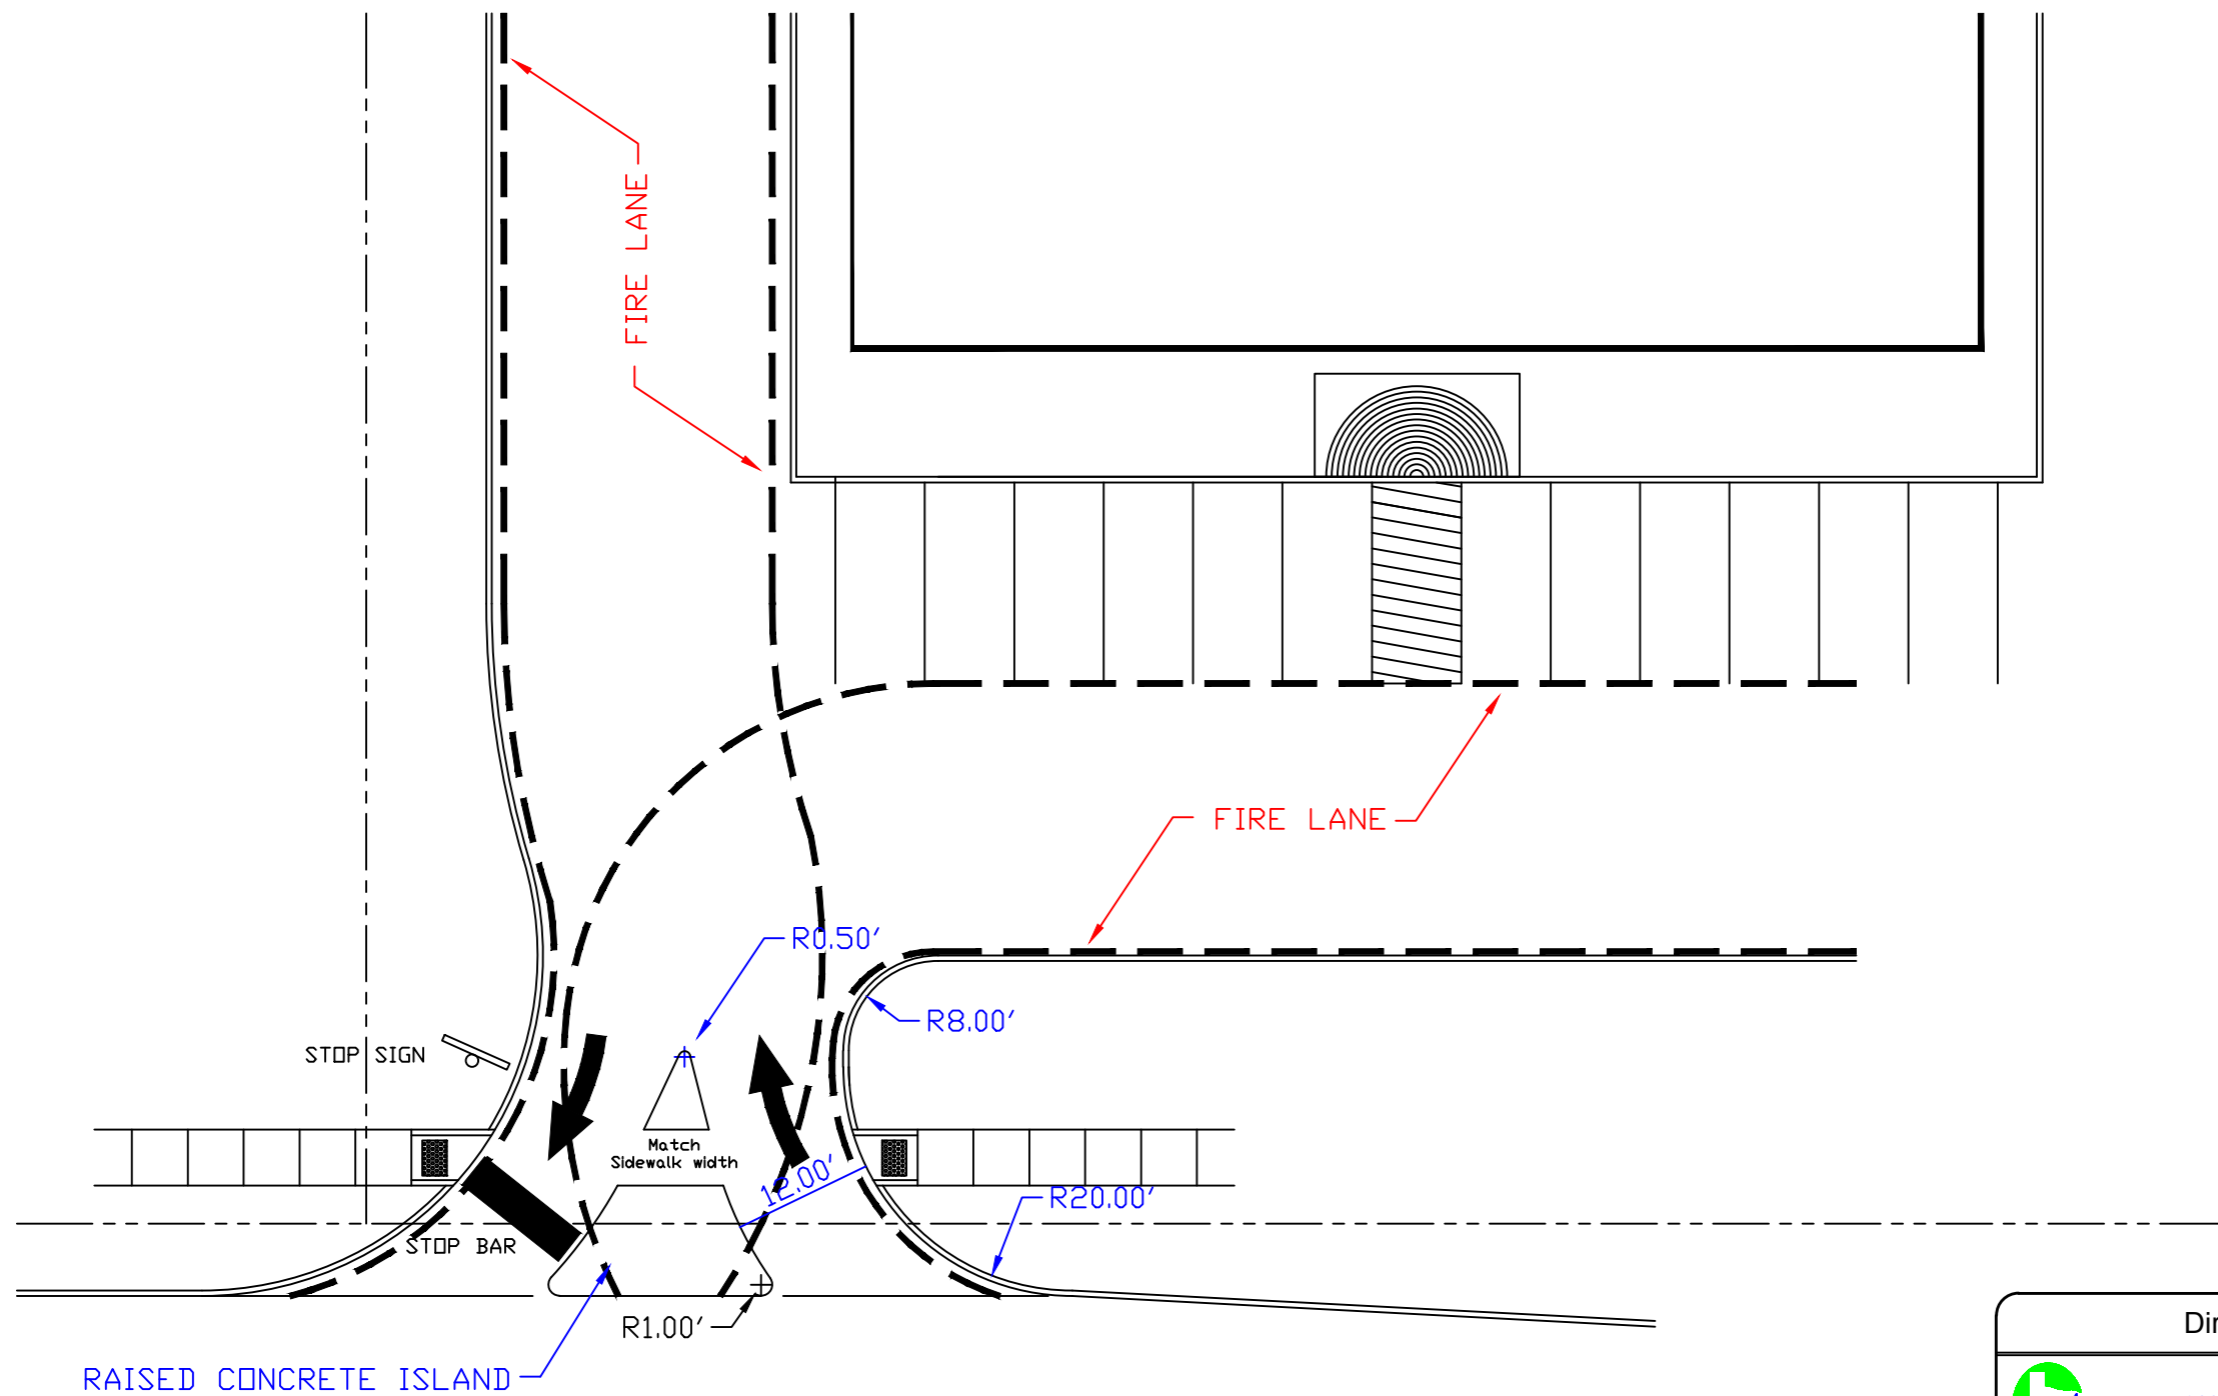 FIRE LANE
FIRE LANE
R0.50'
R8.00'
STOP SIGN
Match
Sidewalk width
12.00'
R20.00'
STOP BAR
R1.00'
RAISED CONCRETE ISLAND